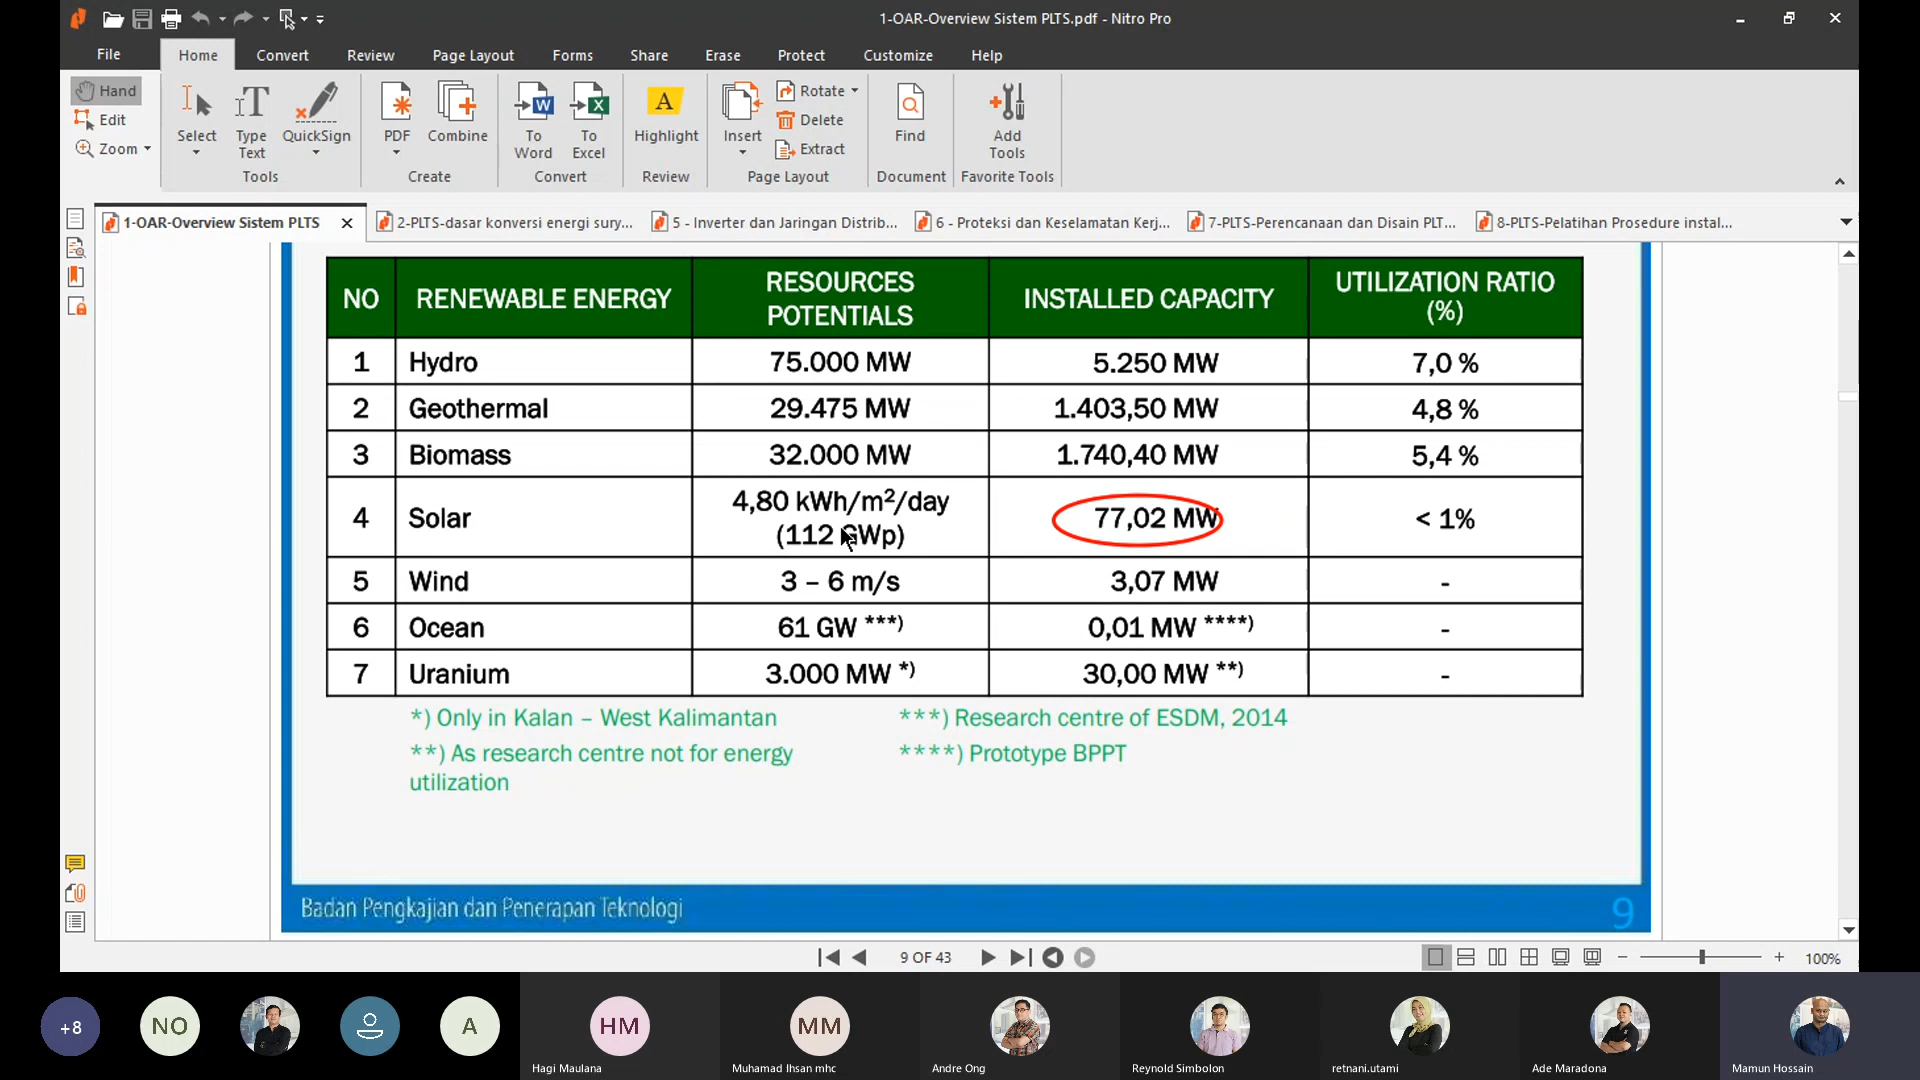 1-OAR-Overview Sistem PLTS.pdf - Nitro Pro
File Home Convert Review Page Layout Forms Share Erase Protect Customize Help
Hand
Edit
Zoom
Select
Type Text
QuickSign
Tools
PDF
Combine
Create
To Word
To Excel
Convert
Highlight
Review
Insert
Rotate
Delete
Extract
Page Layout
Find
Document
Add Tools
Favorite Tools
1-OAR-Overview Sistem PLTS
2-PLTS-dasar konversi energi sury...
5 - Inverter dan Jaringan Distrib...
6 - Proteksi dan Keselamatan Kerj...
7-PLTS-Perencanaan dan Disain PLT...
8-PLTS-Pelatihan Prosedure instal...
NO RENEWABLE ENERGY RESOURCES POTENTIALS INSTALLED CAPACITY UTILIZATION RATIO (%)
1 Hydro 75.000 MW 5.250 MW 7,0 %
2 Geothermal 29.475 MW 1.403,50 MW 4,8 %
3 Biomass 32.000 MW 1.740,40 MW 5,4 %
4 Solar 4,80 kWh/m²/day (112 GWp) 77,02 MW < 1%
5 Wind 3 – 6 m/s 3,07 MW -
6 Ocean 61 GW ***) 0,01 MW ****) -
7 Uranium 3.000 MW *) 30,00 MW **) -
*) Only in Kalan – West Kalimantan
**) As research centre not for energy
utilization
***) Research centre of ESDM, 2014
****) Prototype BPPT
Badan Pengkajian dan Penerapan Teknologi
9
9 OF 43
100%
+8
NO
A
HM
MM
Hagi Maulana
Muhamad Ihsan mhc
Andre Ong
Reynold Simbolon
retnani.utami
Ade Maradona
Mamun Hossain